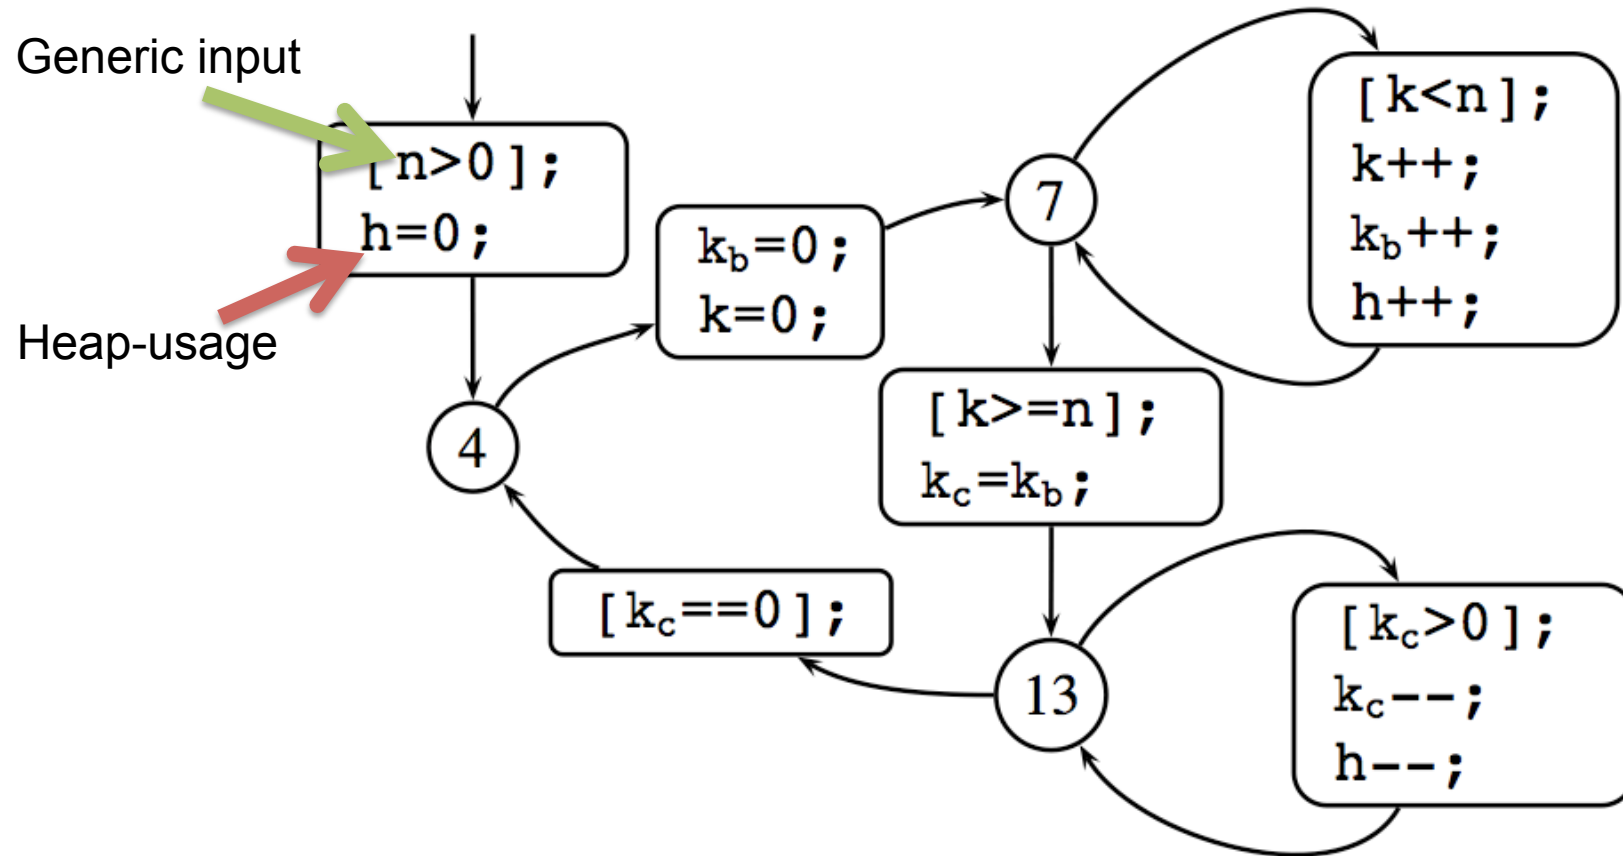 Generic input
[n>0];
h=0;
Heap-usage
4
k_b=0;
k=0;
7
[k<n];
k++;
k_b++;
h++;
[k>=n];
k_c=k_b;
[k_c==0];
13
[k_c>0];
k_c--;
h--;